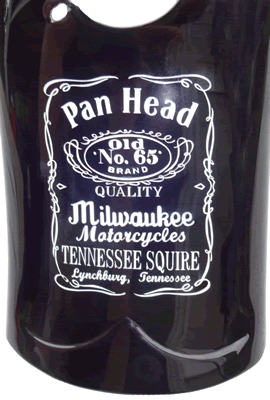 Pan Head
Old
No. 65
BRAND
QUALITY
Milwaukee
Motorcycles
TENNESSEE SQUIRE
Lynchburg, Tennessee